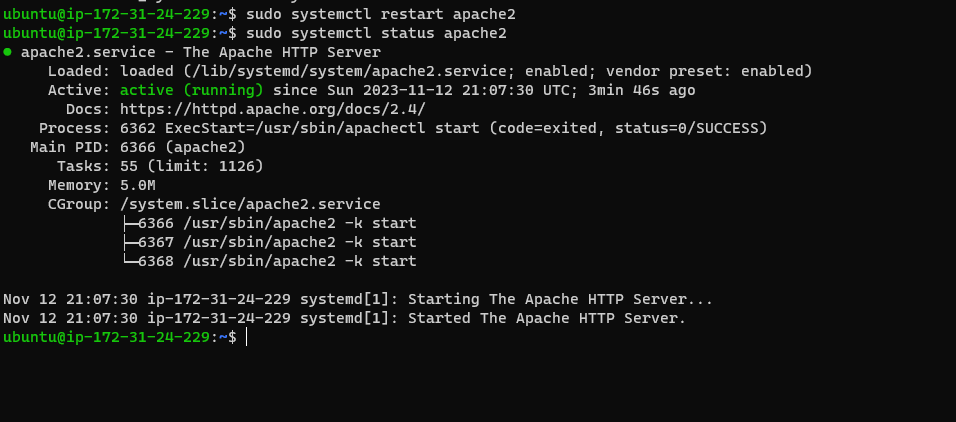 ubuntu@ip-172-31-24-229:~$ sudo systemctl restart apache2
ubuntu@ip-172-31-24-229:~$ sudo systemctl status apache2
● apache2.service - The Apache HTTP Server
     Loaded: loaded (/lib/systemd/system/apache2.service; enabled; vendor preset: enabled)
     Active: active (running) since Sun 2023-11-12 21:07:30 UTC; 3min 46s ago
       Docs: https://httpd.apache.org/docs/2.4/
    Process: 6362 ExecStart=/usr/sbin/apachectl start (code=exited, status=0/SUCCESS)
   Main PID: 6366 (apache2)
      Tasks: 55 (limit: 1126)
     Memory: 5.0M
     CGroup: /system.slice/apache2.service
             ├─6366 /usr/sbin/apache2 -k start
             ├─6367 /usr/sbin/apache2 -k start
             └─6368 /usr/sbin/apache2 -k start

Nov 12 21:07:30 ip-172-31-24-229 systemd[1]: Starting The Apache HTTP Server...
Nov 12 21:07:30 ip-172-31-24-229 systemd[1]: Started The Apache HTTP Server.
ubuntu@ip-172-31-24-229:~$